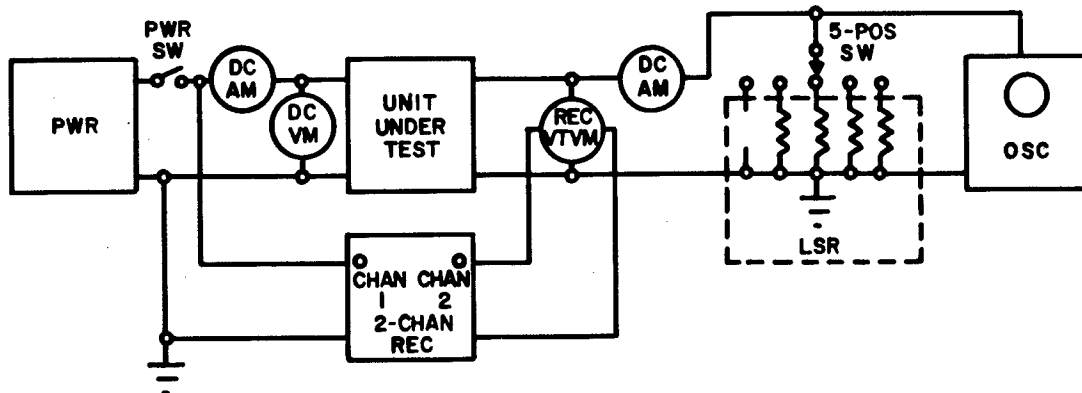 PWR
PWR
SW
DC
AM
DC
VM
UNIT
UNDER
TEST
REC
VTVM
DC
AM
5-POS
SW
OSC
LSR
CHAN CHAN
1 2
2-CHAN
REC